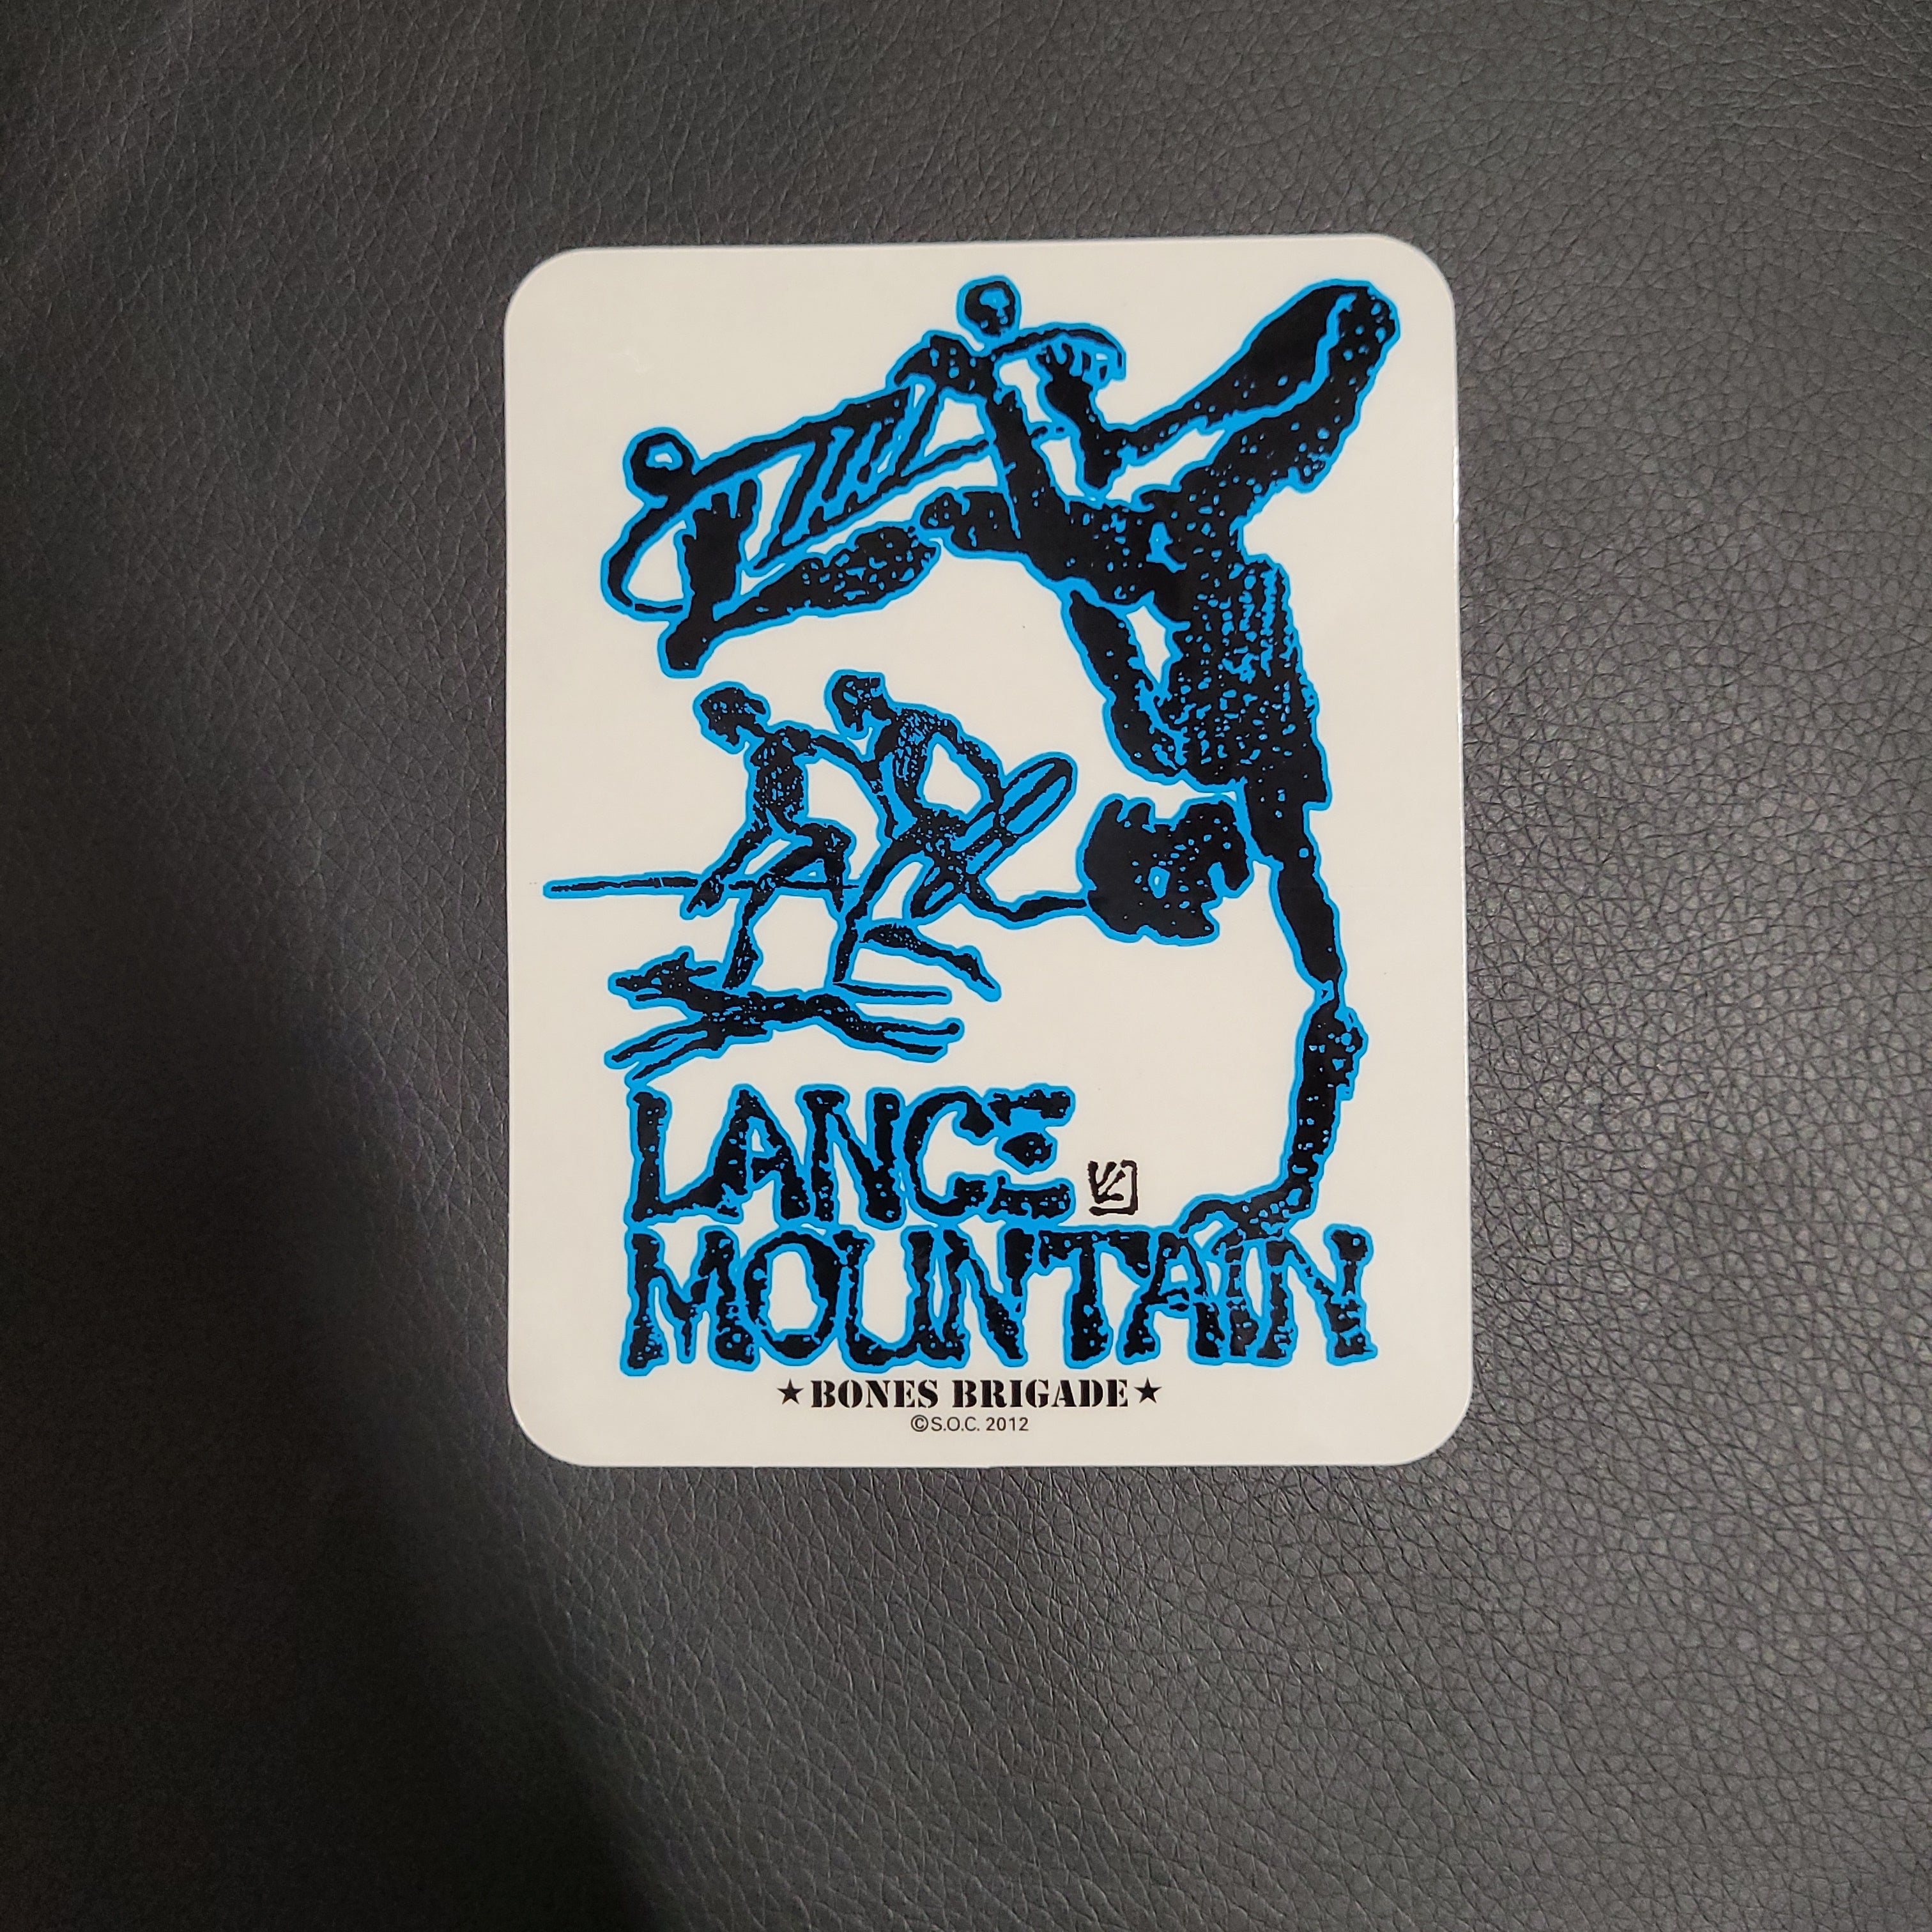 LANCE
MOUNTAIN
★BONES BRIGADE★
©S.O.C. 2012